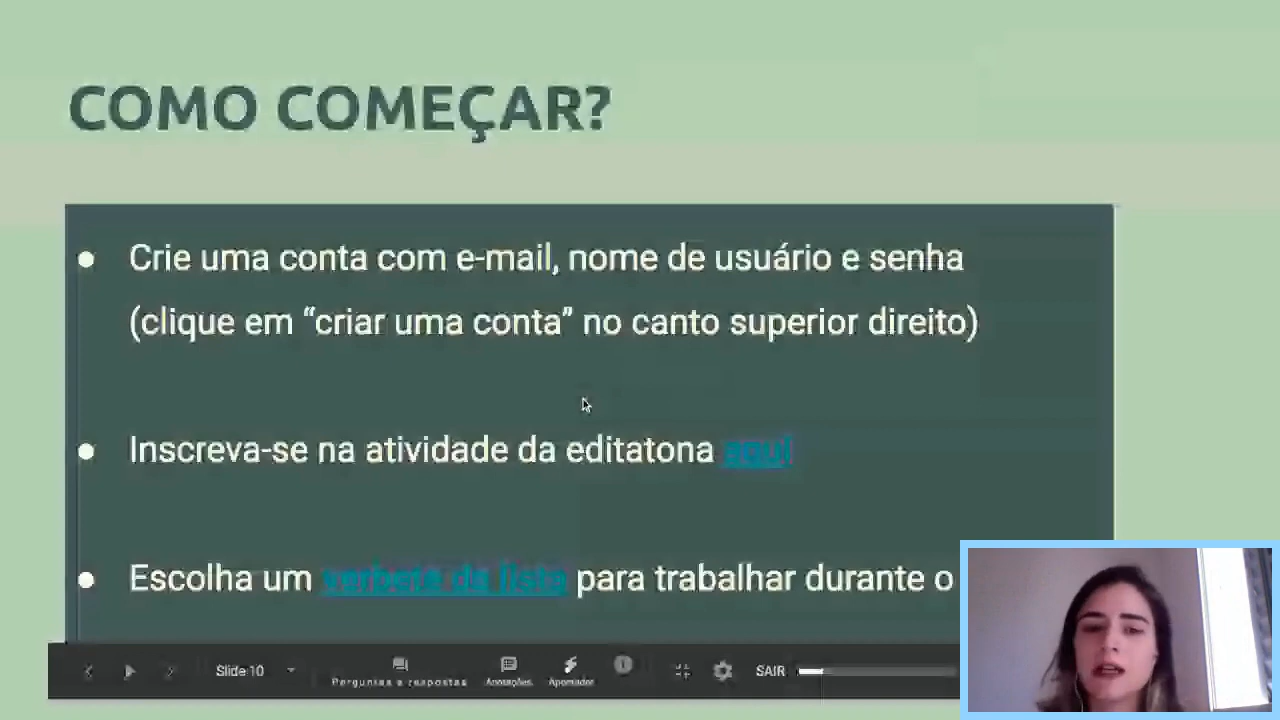 COMO COMEÇAR?
● Crie uma conta com e-mail, nome de usuário e senha
(clique em “criar uma conta” no canto superior direito)
● Inscreva-se na atividade da editatona aqui
● Escolha um verbete da lista para trabalhar durante o
Slide 10
Perguntas e respostas
Anotações
Apontador
SAIR